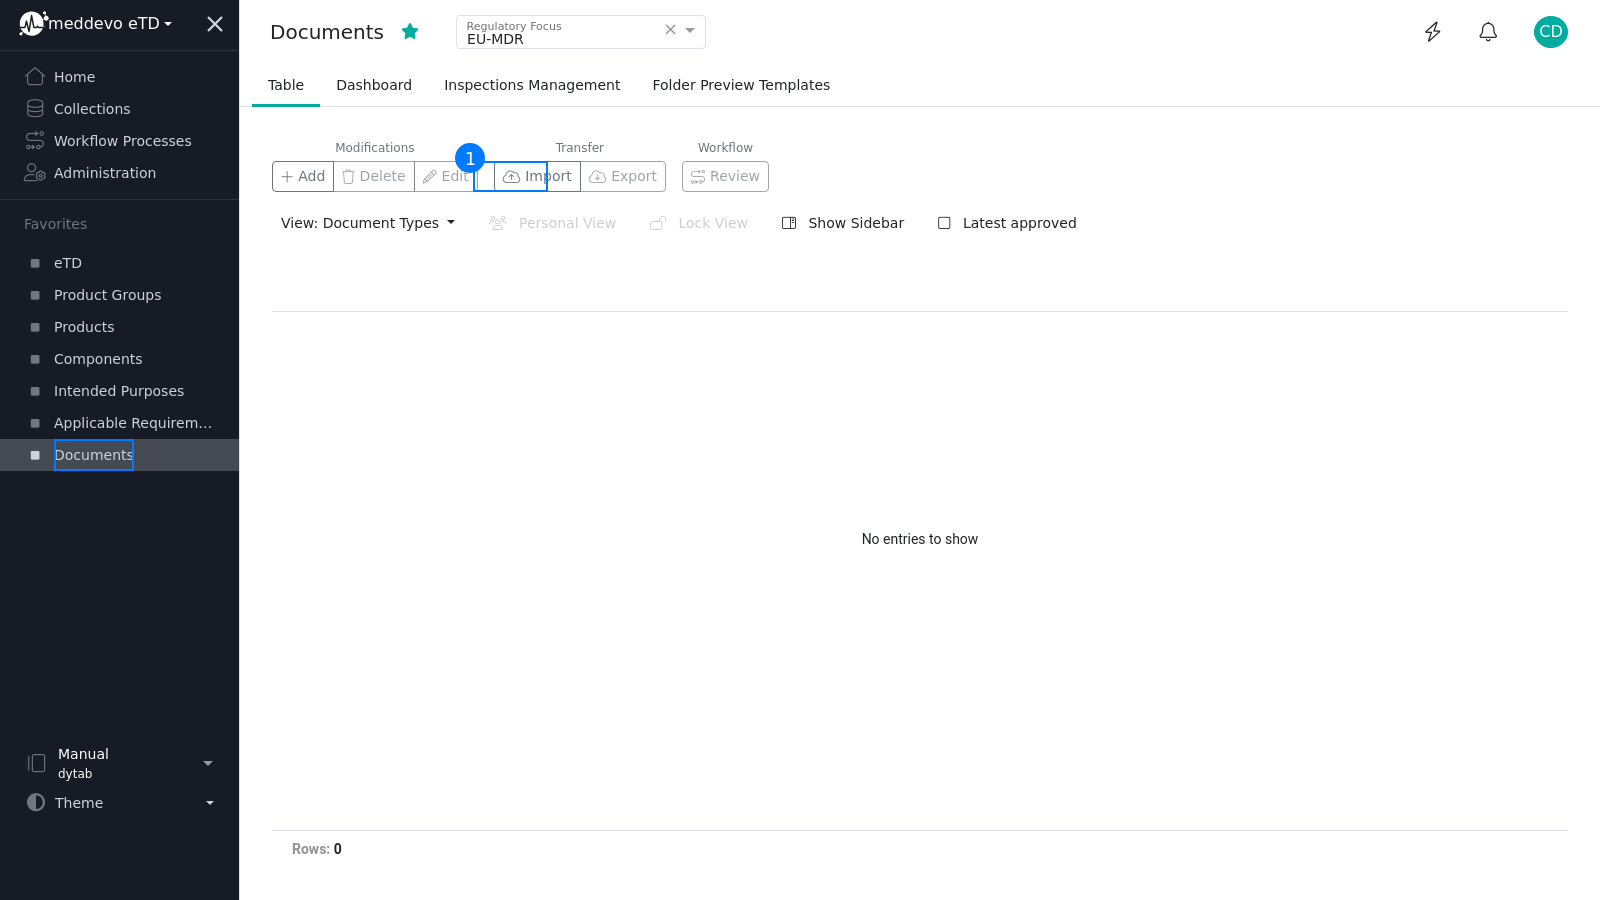 meddevo eTD
Home
Collections
Workflow Processes
Administration
Favorites
eTD
Product Groups
Products
Components
Intended Purposes
Applicable Requirem...
Documents
Manual
dytab
Theme
Documents
Regulatory Focus
EU-MDR
CD
Table Dashboard Inspections Management Folder Preview Templates
Modifications Transfer Workflow
1
Add Delete Edit Import Export Review
View: Document Types Personal View Lock View Show Sidebar Latest approved
No entries to show
Rows: 0